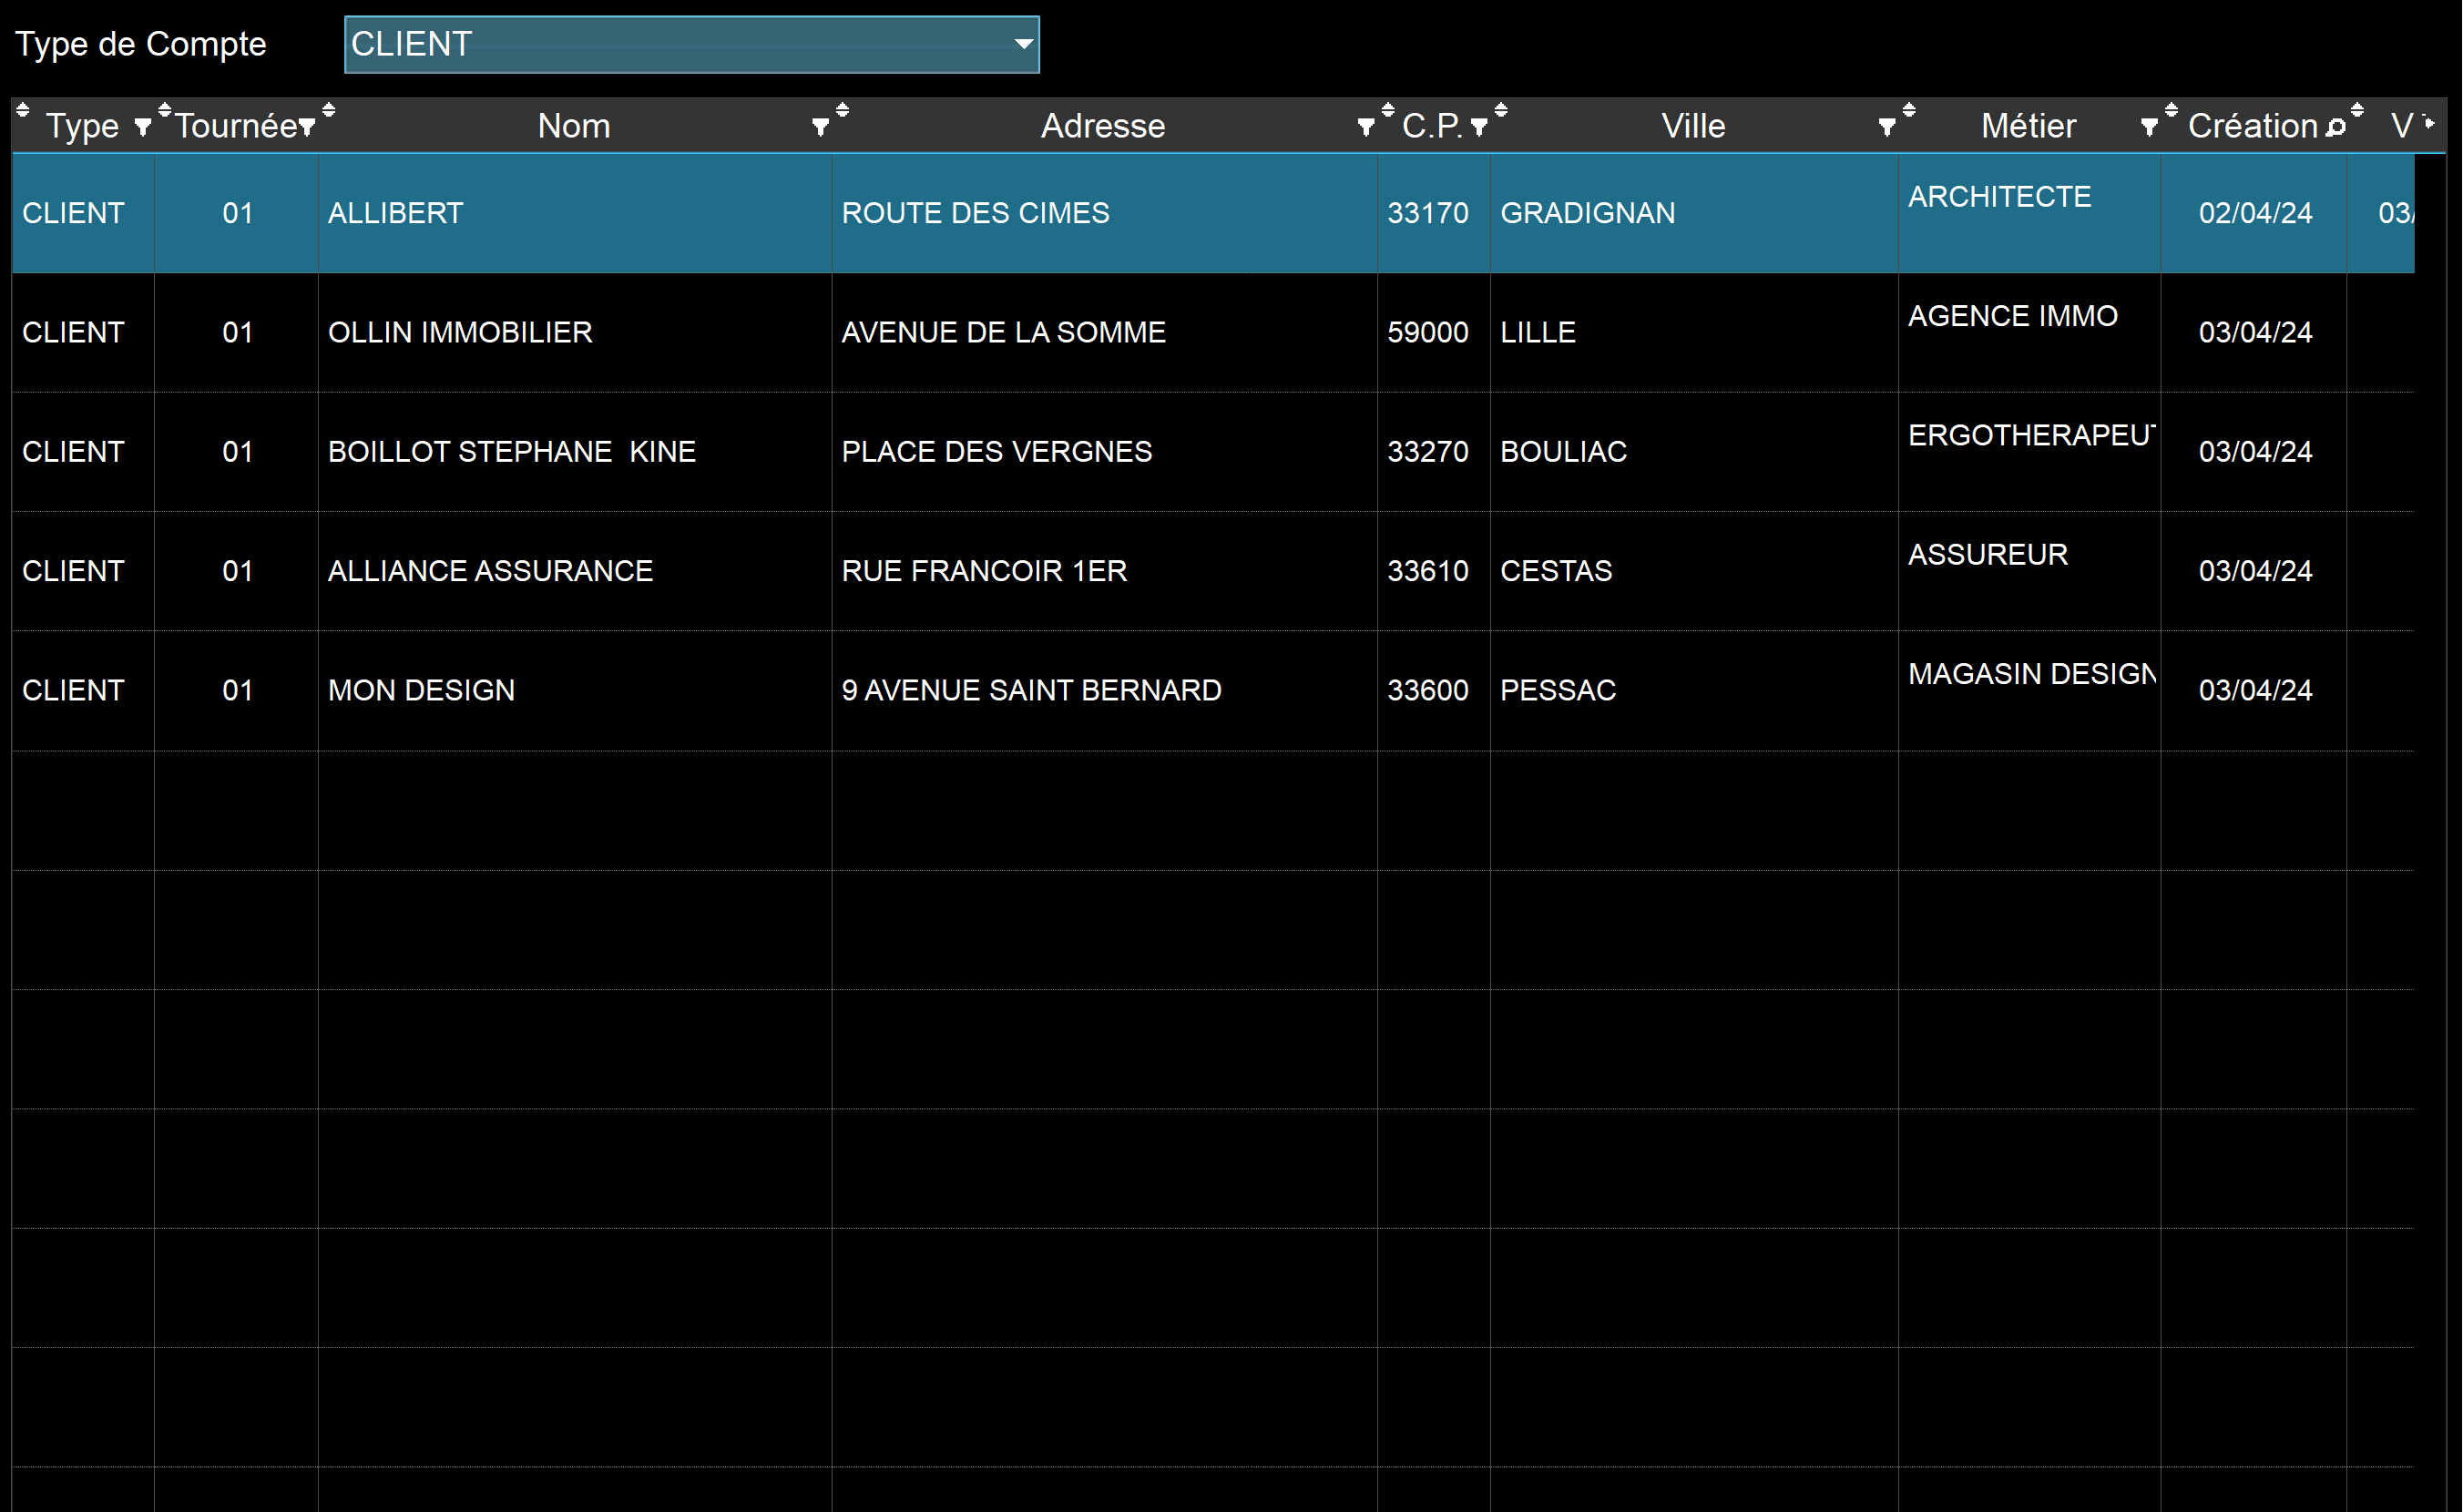 Type de Compte CLIENT
Type Tournée Nom Adresse C.P. Ville Métier Création V
CLIENT 01 ALLIBERT ROUTE DES CIMES 33170 GRADIGNAN ARCHITECTE 02/04/24 03/
CLIENT 01 OLLIN IMMOBILIER AVENUE DE LA SOMME 59000 LILLE AGENCE IMMO 03/04/24
CLIENT 01 BOILLOT STEPHANE  KINE PLACE DES VERGNES 33270 BOULIAC ERGOTHERAPEUT 03/04/24
CLIENT 01 ALLIANCE ASSURANCE RUE FRANCOIR 1ER 33610 CESTAS ASSUREUR 03/04/24
CLIENT 01 MON DESIGN 9 AVENUE SAINT BERNARD 33600 PESSAC MAGASIN DESIGN 03/04/24